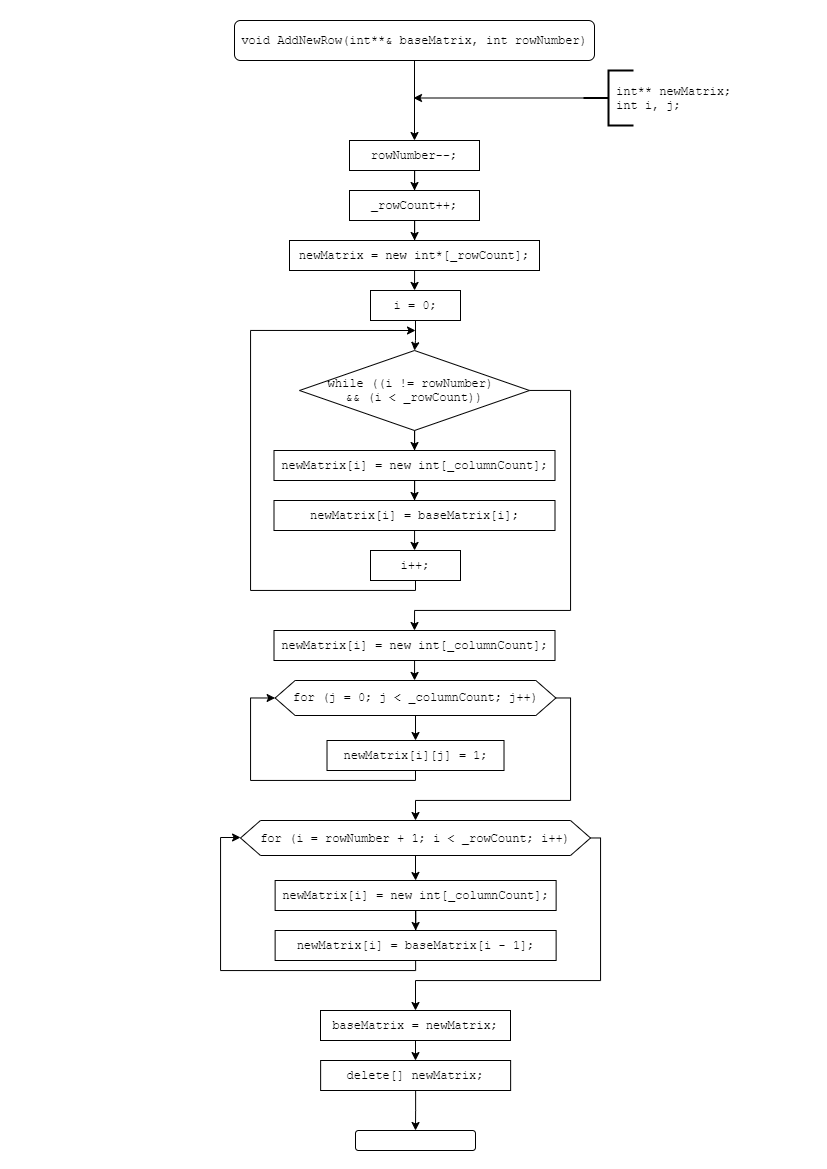 void AddNewRow(int**& baseMatrix, int rowNumber)
int** newMatrix;
int i, j;
rowNumber--;
_rowCount++;
newMatrix = new int*[_rowCount];
i = 0;
while ((i != rowNumber)
&& (i < _rowCount))
newMatrix[i] = new int[_columnCount];
newMatrix[i] = baseMatrix[i];
i++;
newMatrix[i] = new int[_columnCount];
for (j = 0; j < _columnCount; j++)
newMatrix[i][j] = 1;
for (i = rowNumber + 1; i < _rowCount; i++)
newMatrix[i] = new int[_columnCount];
newMatrix[i] = baseMatrix[i - 1];
baseMatrix = newMatrix;
delete[] newMatrix;